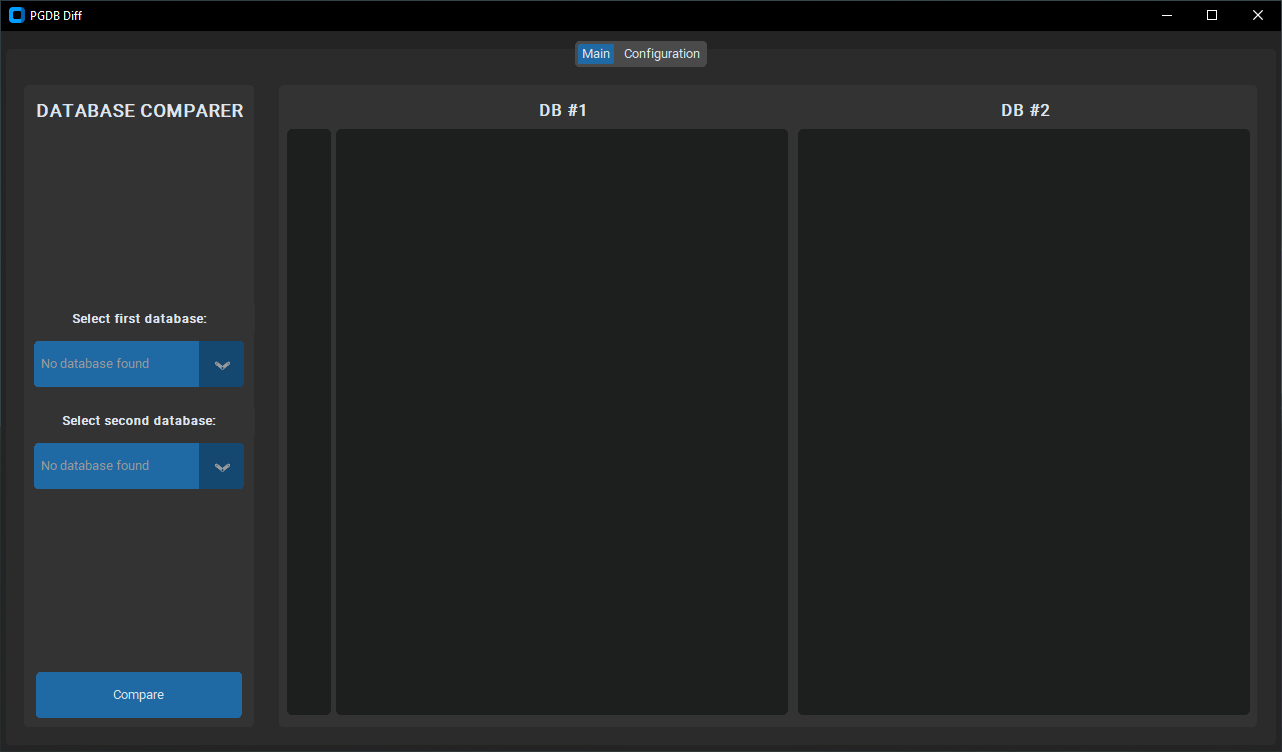 PGDB Diff
Main
Configuration
DATABASE COMPARER
Select first database:
No database found
Select second database:
No database found
Compare
DB #1
DB #2